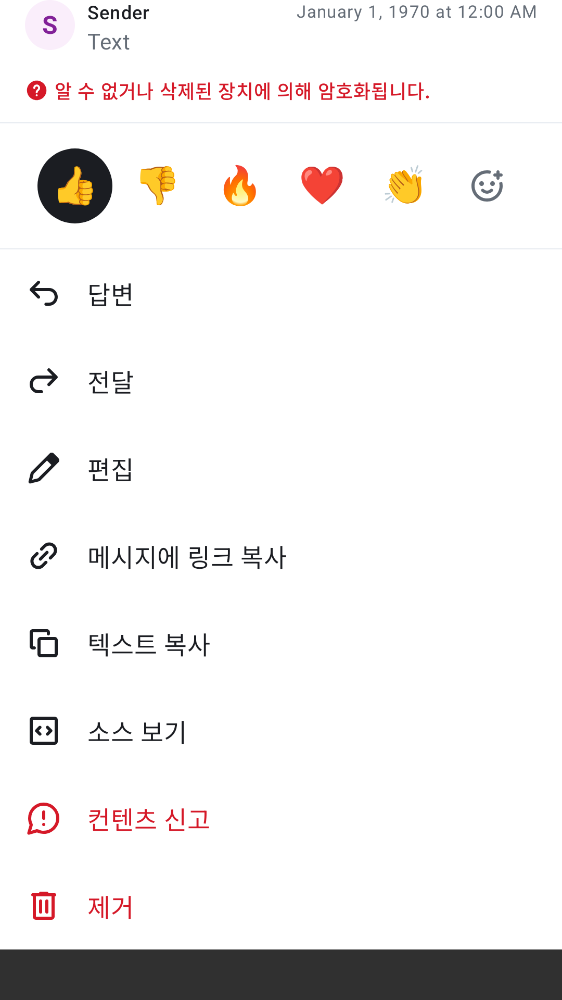 S
Sender
January 1, 1970 at 12:00 AM
Text
알 수 없거나 삭제된 장치에 의해 암호화됩니다.
답변
전달
편집
메시지에 링크 복사
텍스트 복사
소스 보기
컨텐츠 신고
제거